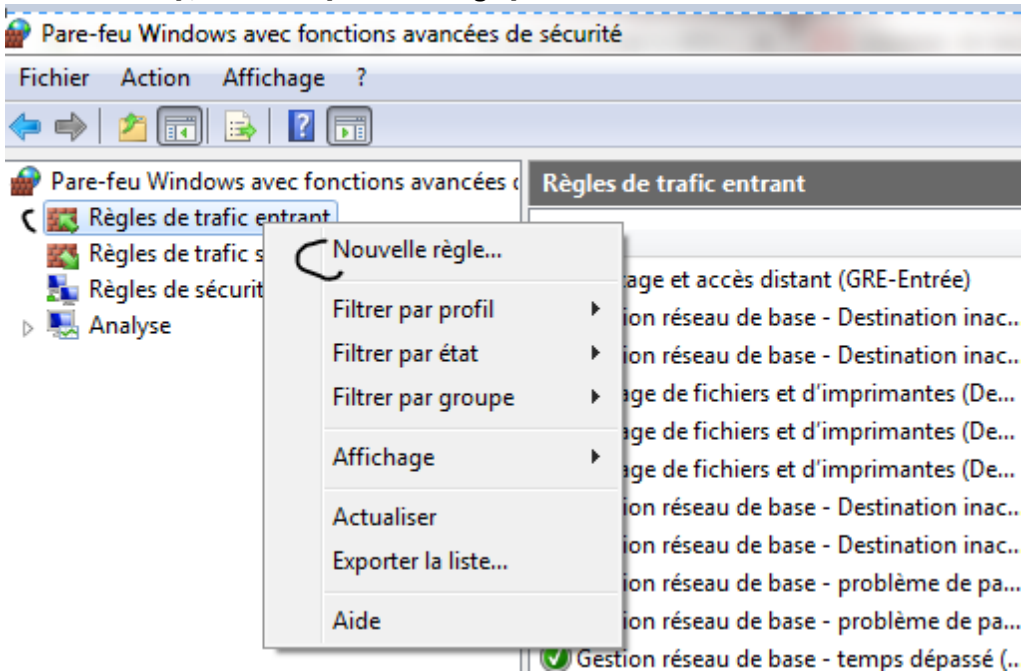 Pare-feu Windows avec fonctions avancées de sécurité
Fichier Action Affichage ?
Pare-feu Windows avec fonctions avancées
Règles de trafic entrant
Règles de trafic s
Règles de sécurit
Analyse
Règles de trafic entrant
Nouvelle règle...
Filtrer par profil
Filtrer par état
Filtrer par groupe
Affichage
Actualiser
Exporter la liste...
Aide
tage et accès distant (GRE-Entrée)
ion réseau de base - Destination inac...
ion réseau de base - Destination inac...
age de fichiers et d'imprimantes (De...
age de fichiers et d'imprimantes (De...
age de fichiers et d'imprimantes (De...
ion réseau de base - Destination inac...
ion réseau de base - Destination inac...
ion réseau de base - problème de pa...
ion réseau de base - problème de pa...
Gestion réseau de base - temps dépassé (...